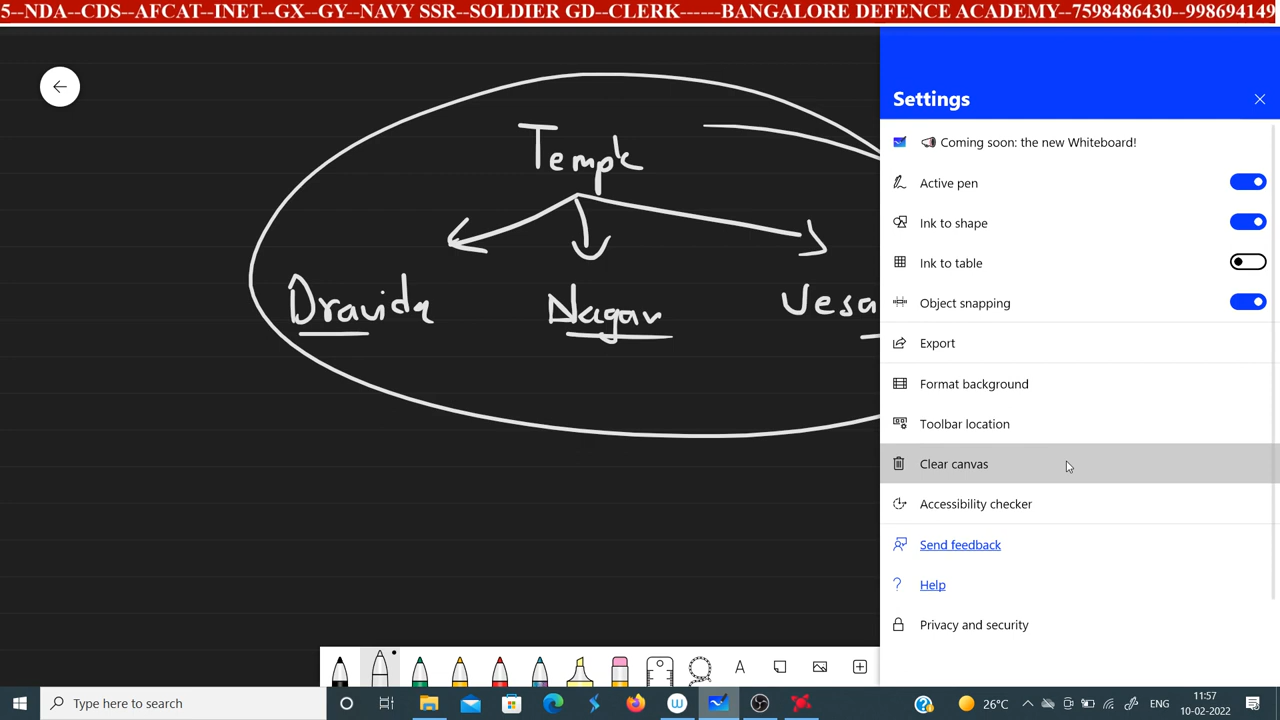 5--NDA--CDS--AFCAT--INET--GX--GY--NAVY SSR--SOLDIER GD--CLERK------BANGALORE DEFENCE ACADEMY--7598486430--998694149
Settings
Coming soon: the new Whiteboard!
Active pen
Ink to shape
Ink to table
Object snapping
Export
Format background
Toolbar location
Clear canvas
Accessibility checker
Send feedback
Help
Privacy and security
Temple
Dravida Nagar Vesa
Type here to search
26°C
ENG
11:57
10-02-2022